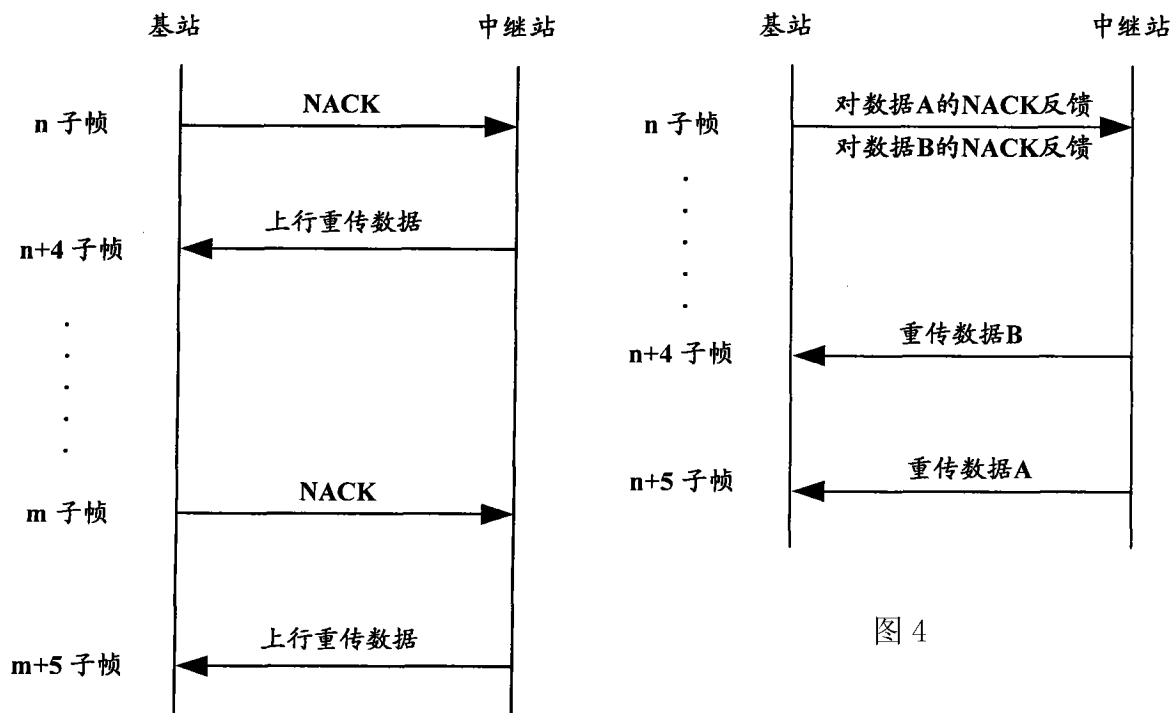 基站 中继站
n 子帧
NACK
n+4 子帧
上行重传数据
m 子帧
NACK
m+5 子帧
上行重传数据
基站 中继站
n 子帧
对数据A的NACK反馈
对数据B的NACK反馈
n+4 子帧
重传数据B
n+5 子帧
重传数据A
图 4